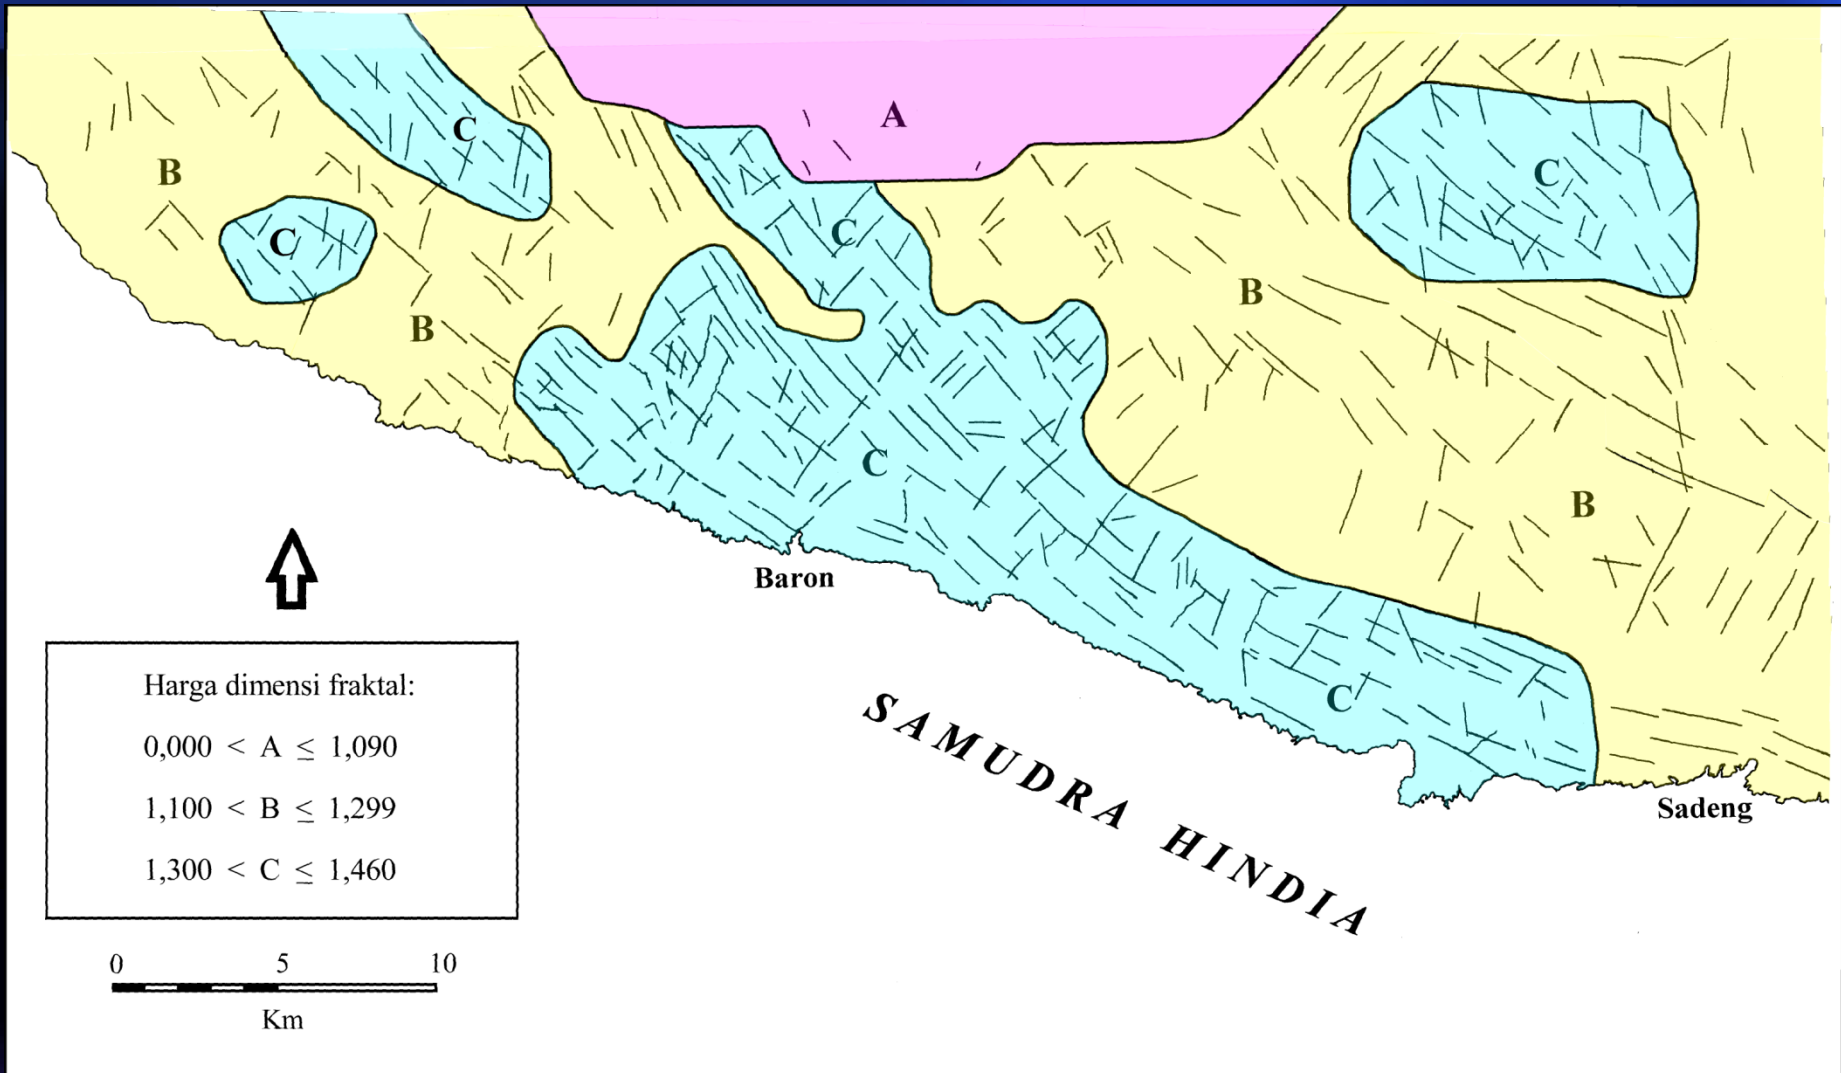 A
C
B
C
C
C
B
B
B
C
B
C
Baron
Sadeng
SAMUDRA HINDIA
Harga dimensi fraktal:
0,000 < A ≤ 1,090
1,100 < B ≤ 1,299
1,300 < C ≤ 1,460
0 5 10
Km